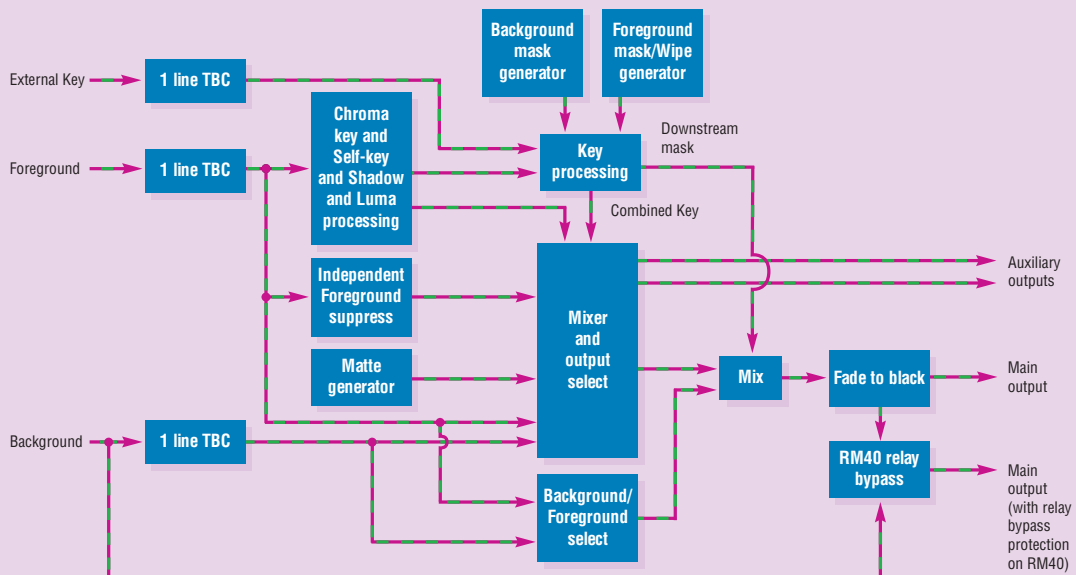 Background
mask
generator
Foreground
mask/Wipe
generator
External Key
1 line TBC
Chroma
key and
Self-key
and Shadow
and Luma
processing
Downstream
mask
Key
processing
Foreground
1 line TBC
Combined Key
Independent
Foreground
suppress
Mixer
and
output
select
Auxiliary
outputs
Matte
generator
Mix
Fade to black
Main
output
Background
1 line TBC
RM40 relay
bypass
Main
output
(with relay
bypass
protection
on RM40)
Background/
Foreground
select